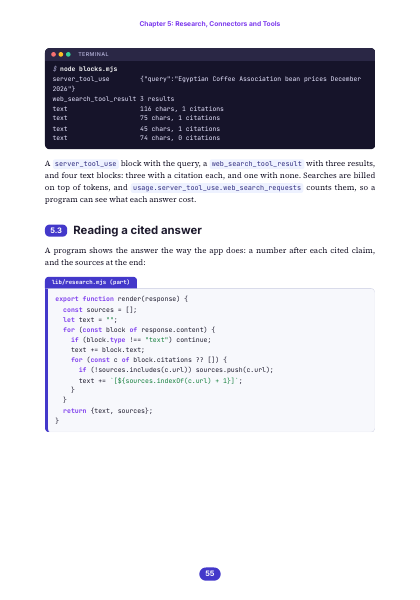 Chapter 5: Research, Connectors and Tools
TERMINAL
$ node blocks.mjs
server_tool_use {"query":"Egyptian Coffee Association bean prices December
2026"}
web_search_tool_result 3 results
text 116 chars, 1 citations
text 75 chars, 1 citations
text 45 chars, 1 citations
text 74 chars, 0 citations
A server_tool_use block with the query, a web_search_tool_result with three results,
and four text blocks: three with a citation each, and one with none. Searches are billed
on top of tokens, and usage.server_tool_use.web_search_requests counts them, so a
program can see what each answer cost.
5.3 Reading a cited answer
A program shows the answer the way the app does: a number after each cited claim,
and the sources at the end:
lib/research.ejs (part)
export function render(response) {
  const sources = [];
  let text = "";
  for (const block of response.content) {
    if (block.type !== "text") continue;
    text += block.text;
    for (const c of block.citations ?? []) {
      if (!sources.includes(c.url)) sources.push(c.url);
      text += `[${sources.indexOf(c.url) + 1}]`;
    }
  }
  return {text, sources};
}
55